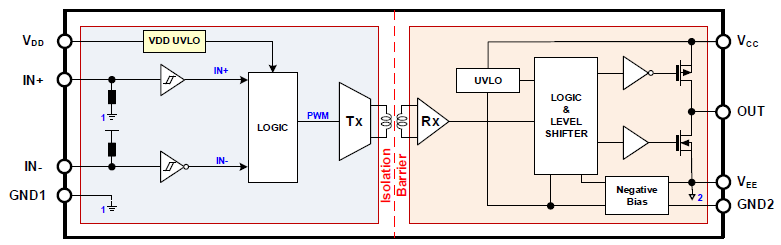 VDD
VDD UVLO
IN+
IN+
1
LOGIC
PWM
Tx
IN-
IN-
GND1
1
Isolation
Barrier
Rx
UVLO
LOGIC
&
LEVEL
SHIFTER
Negative
Bias
2
VCC
OUT
VEE
GND2